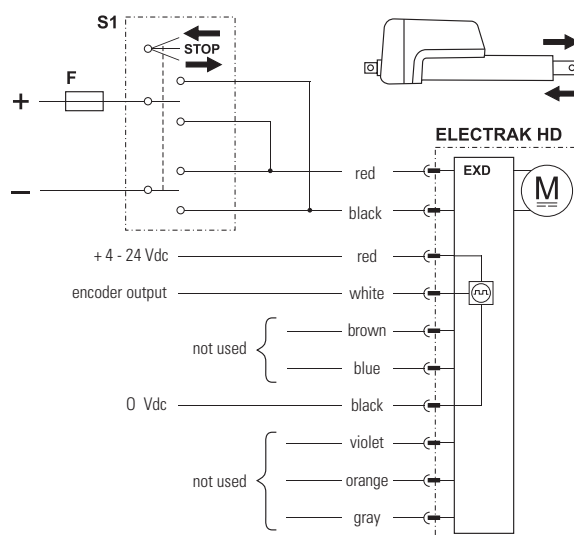 S1
STOP
F
+
–
ELECTRAK HD
EXD
M
red
black
+ 4 - 24 Vdc
red
encoder output
white
brown
not used
blue
0 Vdc
black
violet
not used
orange
gray